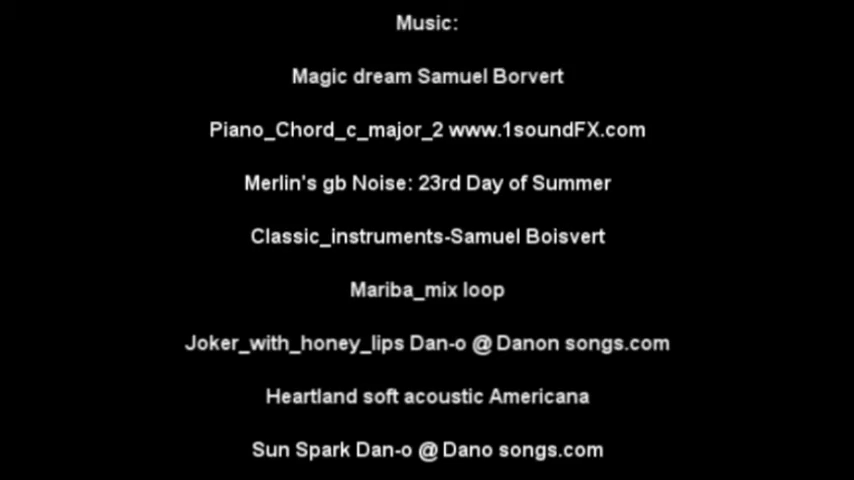 Music:
Magic dream Samuel Borvert
Piano_Chord_c_major_2 www.1soundFX.com
Merlin's gb Noise: 23rd Day of Summer
Classic_instruments-Samuel Boisvert
Mariba_mix loop
Joker_with_honey_lips Dan-o @ Danon songs.com
Heartland soft acoustic Americana
Sun Spark Dan-o @ Dano songs.com